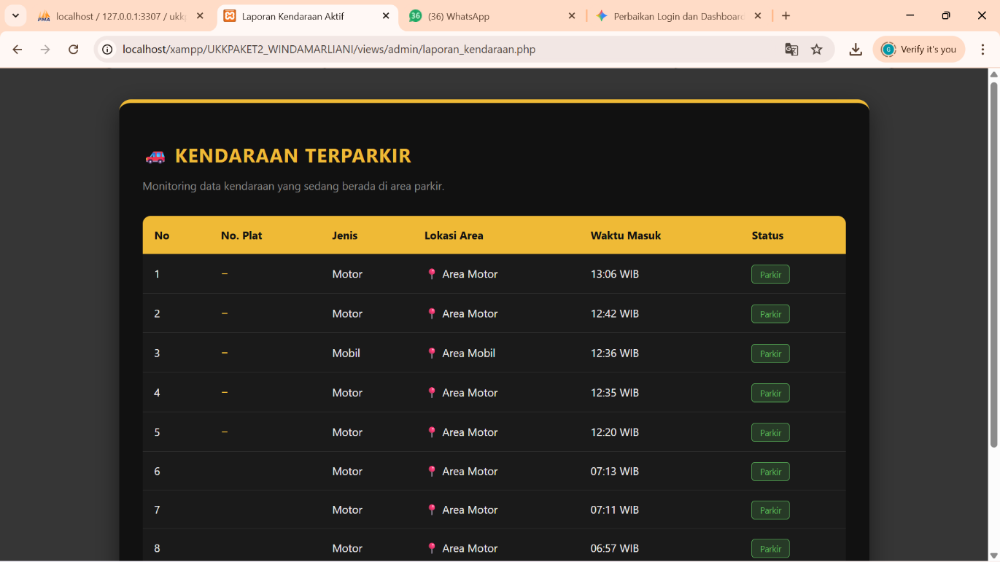 localhost / 127.0.0.1:3307 / ukkp
Laporan Kendaraan Aktif
36
(36) WhatsApp
Perbaikan Login dan Dashboard
localhost/xampp/UKKPAKET2_WINDAMARLIANI/views/admin/laporan_kendaraan.php
G
Verify it's you
KENDARAAN TERPARKIR
Monitoring data kendaraan yang sedang berada di area parkir.
No No. Plat Jenis Lokasi Area Waktu Masuk Status
1 – Motor Area Motor 13:06 WIB Parkir
2 – Motor Area Motor 12:42 WIB Parkir
3 – Mobil Area Mobil 12:36 WIB Parkir
4 – Motor Area Motor 12:35 WIB Parkir
5 – Motor Area Motor 12:20 WIB Parkir
6 Motor Area Motor 07:13 WIB Parkir
7 Motor Area Motor 07:11 WIB Parkir
8 Motor Area Motor 06:57 WIB Parkir